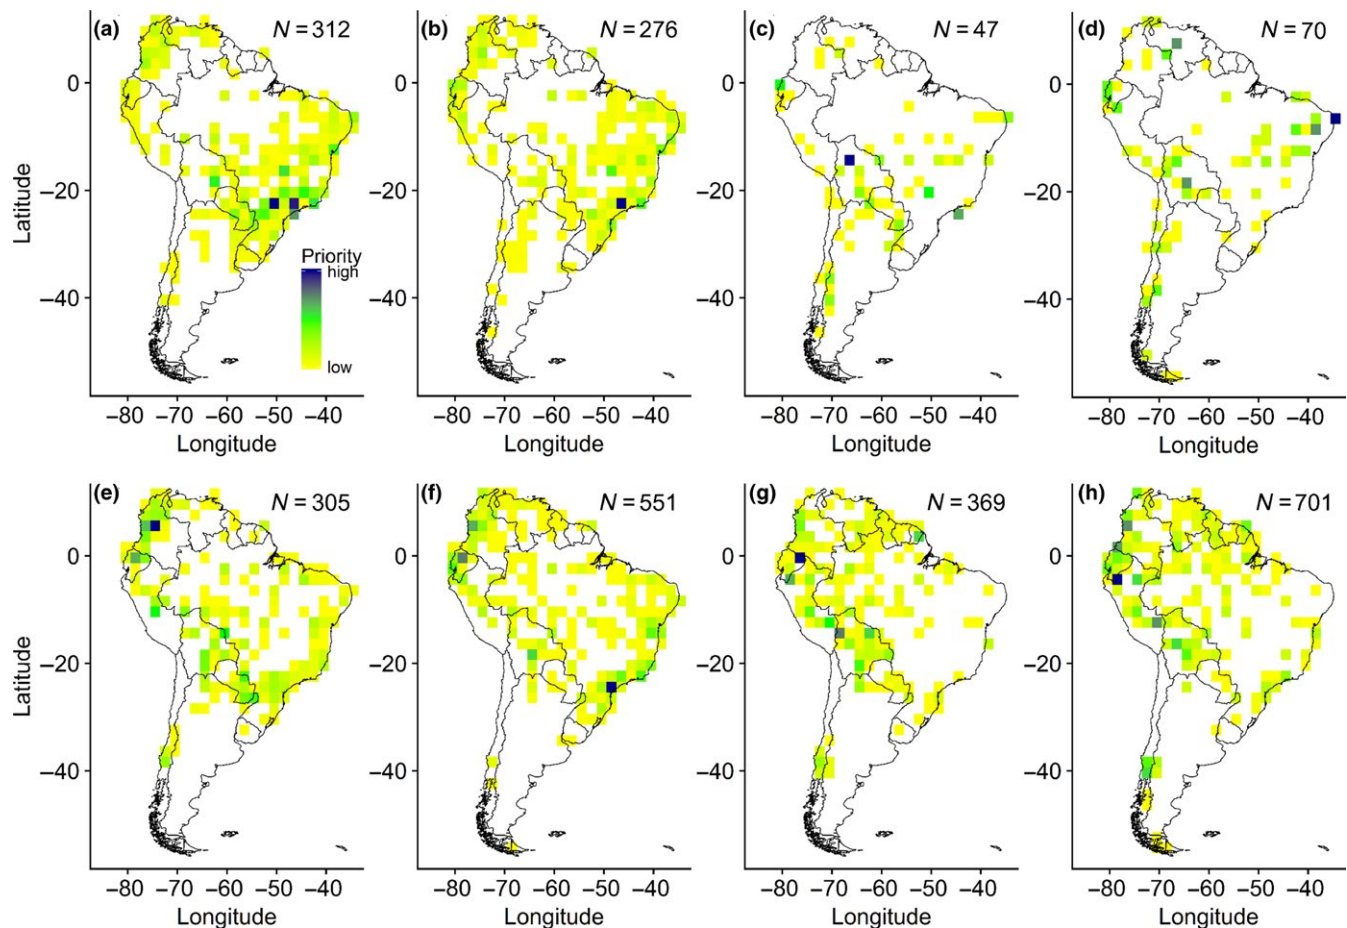 (a) N = 312
(b) N = 276
(c) N = 47
(d) N = 70
Latitude
0
−20
−40
Priority
high
low
0
−20
−40
0
−20
−40
0
−20
−40
−80 −70 −60 −50 −40
−80 −70 −60 −50 −40
−80 −70 −60 −50 −40
−80 −70 −60 −50 −40
Longitude
Longitude
Longitude
Longitude
(e) N = 305
(f) N = 551
(g) N = 369
(h) N = 701
Latitude
0
−20
−40
0
−20
−40
0
−20
−40
0
−20
−40
−80 −70 −60 −50 −40
−80 −70 −60 −50 −40
−80 −70 −60 −50 −40
−80 −70 −60 −50 −40
Longitude
Longitude
Longitude
Longitude